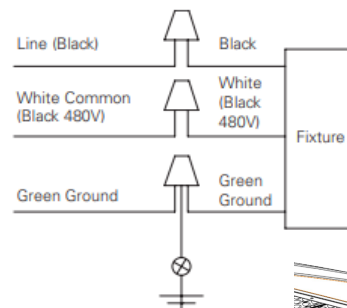 Line (Black)
Black
White Common
(Black 480V)
White
(Black
480V)
Fixture
Green Ground
Green
Ground